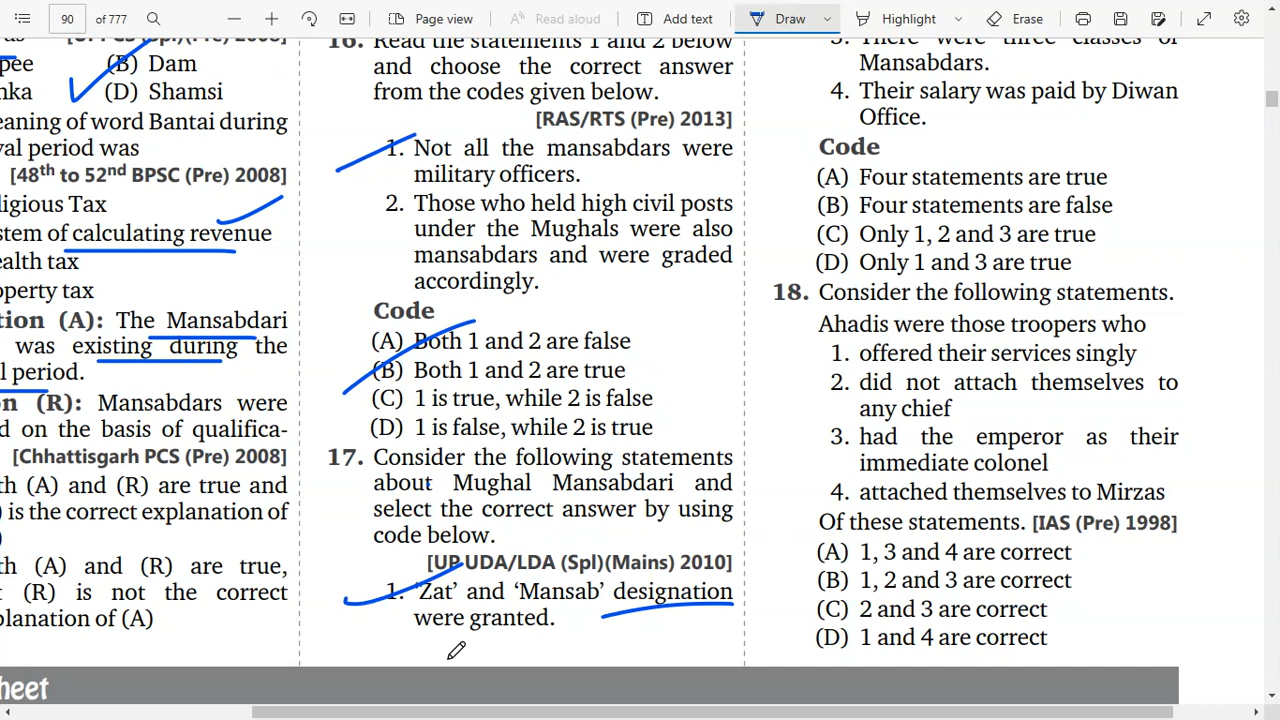 90 of 777
Page view
Read aloud
Add text
Draw
Highlight
Erase
pee (B) Dam
nka (D) Shamsi
eaning of word Bantai during
val period was
[48th to 52nd BPSC (Pre) 2008]
ligious Tax
stem of calculating revenue
ealth tax
operty tax
tion (A): The Mansabdari
was existing during the
l period.
on (R): Mansabdars were
d on the basis of qualifica-
[Chhattisgarh PCS (Pre) 2008]
th (A) and (R) are true and
) is the correct explanation of
)
th (A) and (R) are true,
t (R) is not the correct
planation of (A)
16. Read the statements 1 and 2 below
and choose the correct answer
from the codes given below.
[RAS/RTS (Pre) 2013]
1. Not all the mansabdars were
military officers.
2. Those who held high civil posts
under the Mughals were also
mansabdars and were graded
accordingly.
Code
(A) Both 1 and 2 are false
(B) Both 1 and 2 are true
(C) 1 is true, while 2 is false
(D) 1 is false, while 2 is true
17. Consider the following statements
about Mughal Mansabdari and
select the correct answer by using
code below.
[UP UDA/LDA (Spl)(Mains) 2010]
1. ‘Zat’ and ‘Mansab’ designation
were granted.
3. There were three classes of
Mansabdars.
4. Their salary was paid by Diwan
Office.
Code
(A) Four statements are true
(B) Four statements are false
(C) Only 1, 2 and 3 are true
(D) Only 1 and 3 are true
18. Consider the following statements.
Ahadis were those troopers who
1. offered their services singly
2. did not attach themselves to
any chief
3. had the emperor as their
immediate colonel
4. attached themselves to Mirzas
Of these statements. [IAS (Pre) 1998]
(A) 1, 3 and 4 are correct
(B) 1, 2 and 3 are correct
(C) 2 and 3 are correct
(D) 1 and 4 are correct
heet